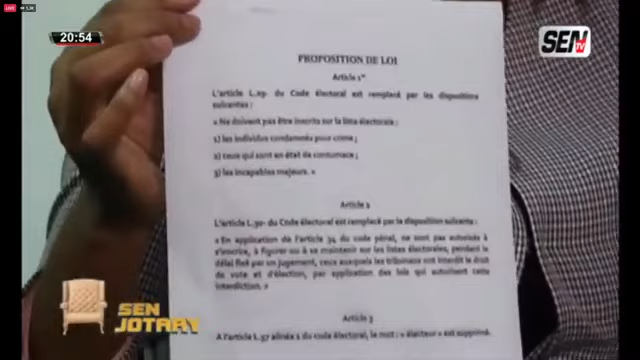 LIVE
20:54
SEN TV
PROPOSITION DE LOI
Article 1er
L'article L.29 du Code électoral est remplacé par les dispositions
suivantes :
« Ne doivent pas être inscrits sur la liste électorale :
1) les individus condamnés pour crime ;
2) ceux qui sont en état de contumace ;
3) les incapables majeurs. »
Article 2
L'article L.30 du Code électoral est remplacé par la disposition suivante :
« En application de l'article 34 du code pénal, ne sont pas autorisés à
s'inscrire, à figurer ou à se maintenir sur les listes électorales, pendant le
délai fixé par un jugement, ceux auxquels les tribunaux ont interdit le droit
de vote et d'élection, par application des lois qui autorisent cette
interdiction. »
Article 3
A l'article L.57 alinéa 1 du code électoral, le mot : « électeur » est supprimé.
SEN
JOTAAY